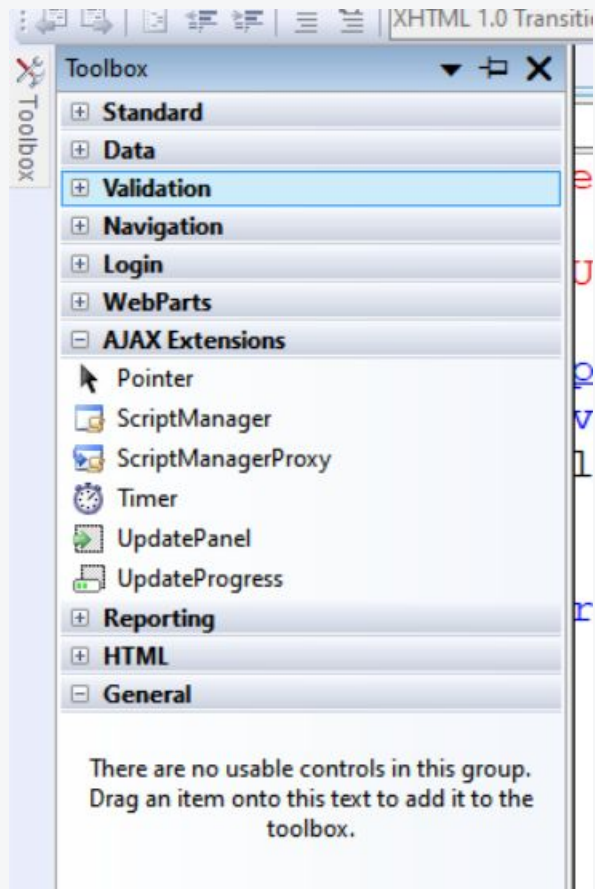 XHTML 1.0 Transiti
Toolbox
Toolbox
Standard
Data
Validation
Navigation
Login
WebParts
AJAX Extensions
Pointer
ScriptManager
ScriptManagerProxy
Timer
UpdatePanel
UpdateProgress
Reporting
HTML
General
There are no usable controls in this group.
Drag an item onto this text to add it to the
toolbox.